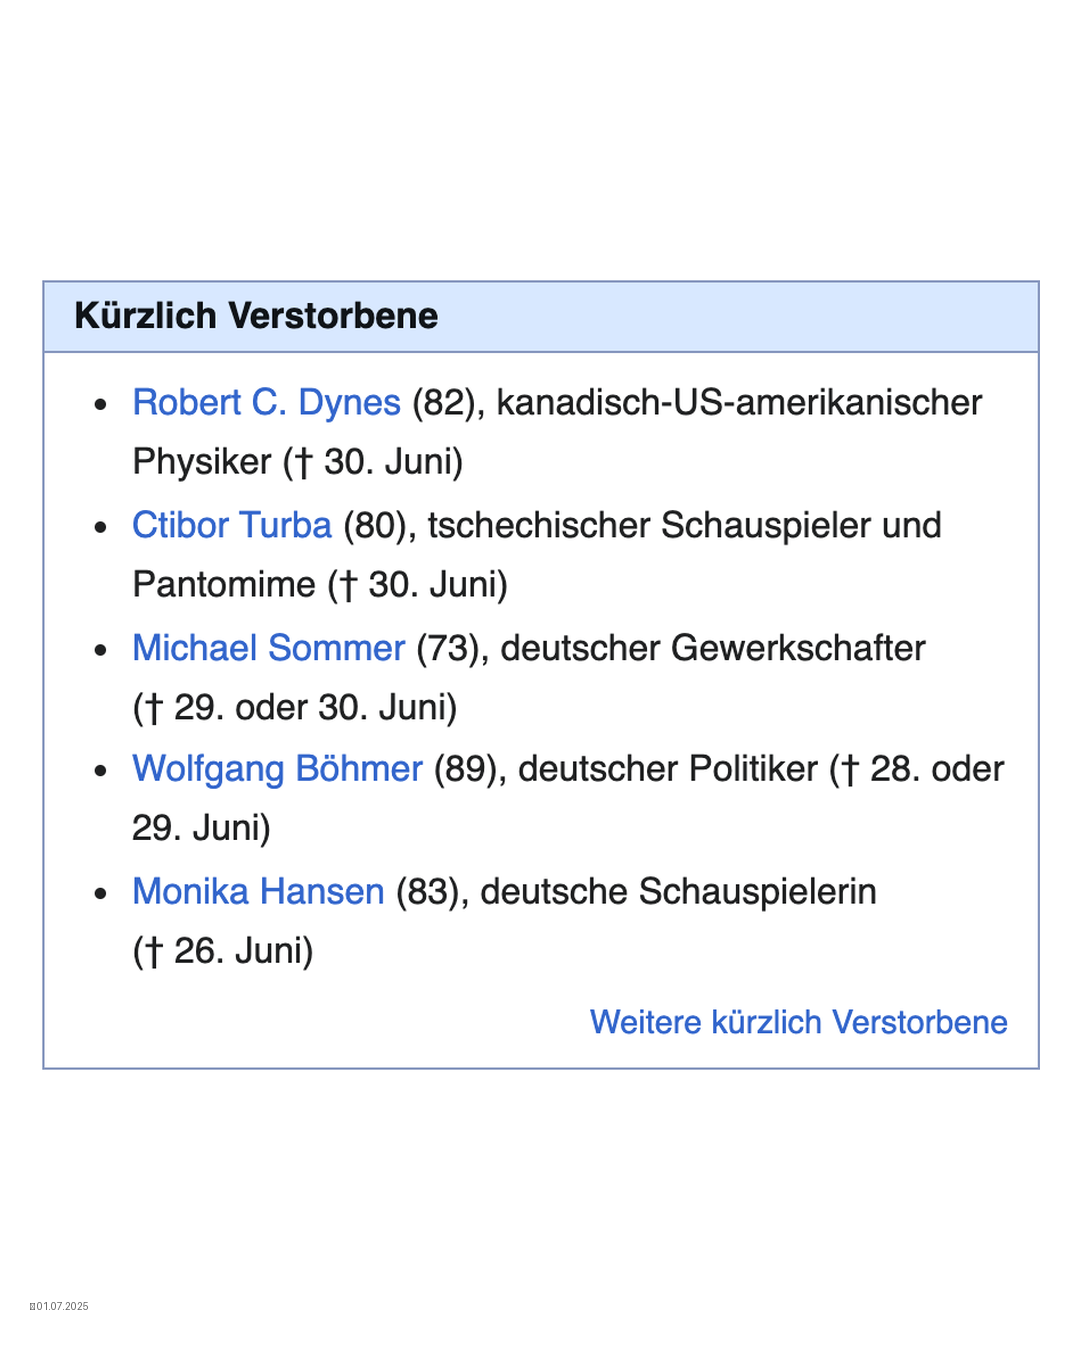 Kürzlich Verstorbene
• Robert C. Dynes (82), kanadisch-US-amerikanischer
Physiker († 30. Juni)
• Ctibor Turba (80), tschechischer Schauspieler und
Pantomime († 30. Juni)
• Michael Sommer (73), deutscher Gewerkschafter
(† 29. oder 30. Juni)
• Wolfgang Böhmer (89), deutscher Politiker († 28. oder
29. Juni)
• Monika Hansen (83), deutsche Schauspielerin
(† 26. Juni)
Weitere kürzlich Verstorbene
01.07.2025